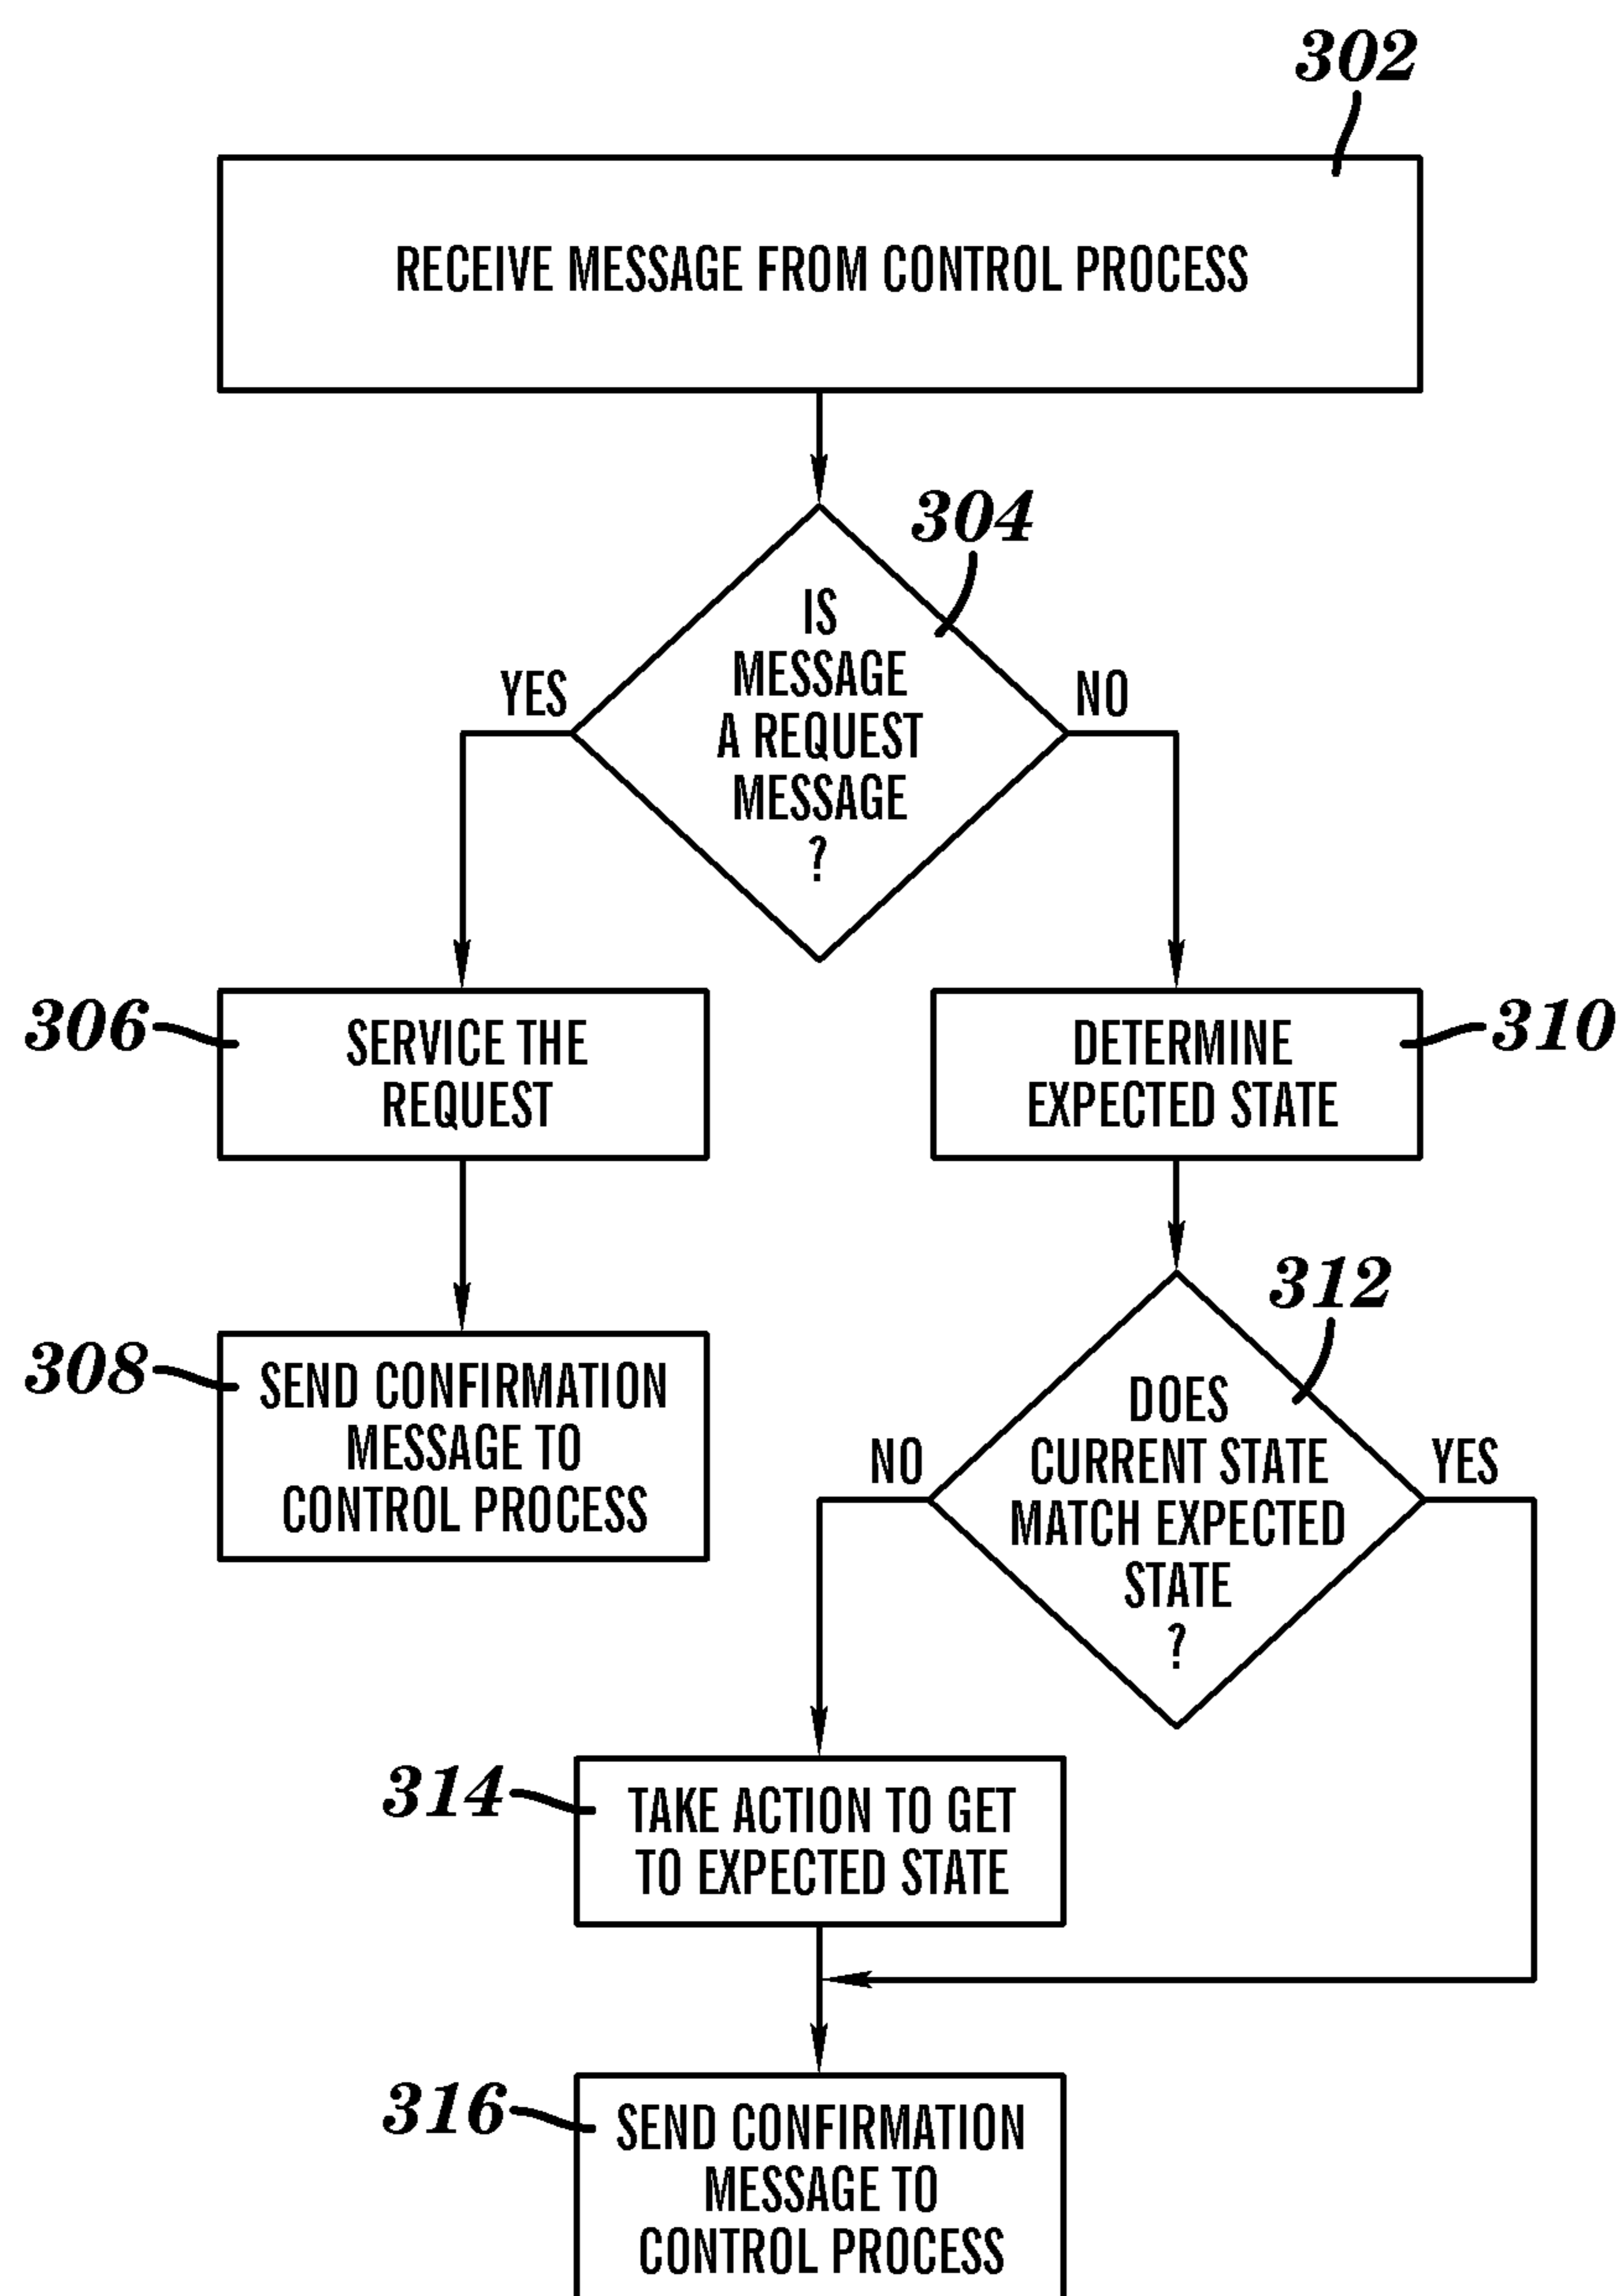 302
RECEIVE MESSAGE FROM CONTROL PROCESS
304
IS
MESSAGE
A REQUEST
MESSAGE
?
YES
NO
306
SERVICE THE
REQUEST
310
DETERMINE
EXPECTED STATE
308
SEND CONFIRMATION
MESSAGE TO
CONTROL PROCESS
312
DOES
CURRENT STATE
MATCH EXPECTED
STATE
?
NO
YES
314
TAKE ACTION TO GET
TO EXPECTED STATE
316
SEND CONFIRMATION
MESSAGE TO
CONTROL PROCESS